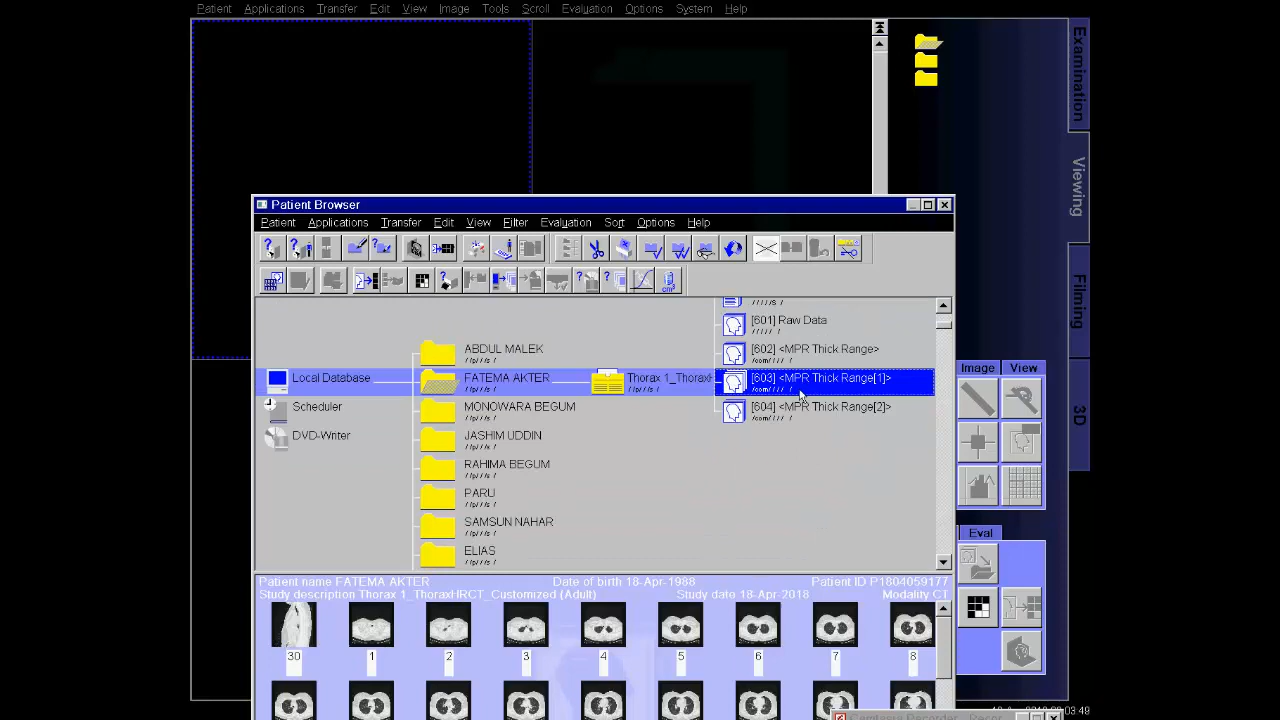 Patient Applications Transfer Edit View Image Tools Scroll Evaluation Options System Help
Examination
Viewing
Filming
3D
Patient Browser
Patient Applications Transfer Edit View Filter Evaluation Sort Options Help
[601] Raw Data
[602] <MPR Thick Range>
[603] <MPR Thick Range[1]>
[604] <MPR Thick Range[2]>
Local Database
Scheduler
DVD-Writer
ABDUL MALEK
FATEMA AKTER
MONOWARA BEGUM
JASHIM UDDIN
RAHIMA BEGUM
PARU
SAMSUN NAHAR
ELIAS
Thorax 1_ThoraxH
Image View
Eval
Patient name FATEMA AKTER Date of birth 18-Apr-1988 Patient ID P1804059177
Study description Thorax 1_ThoraxHRCT_Customized (Adult) Study date 18-Apr-2018 Modality CT
30 1 2 3 4 5 6 7 8